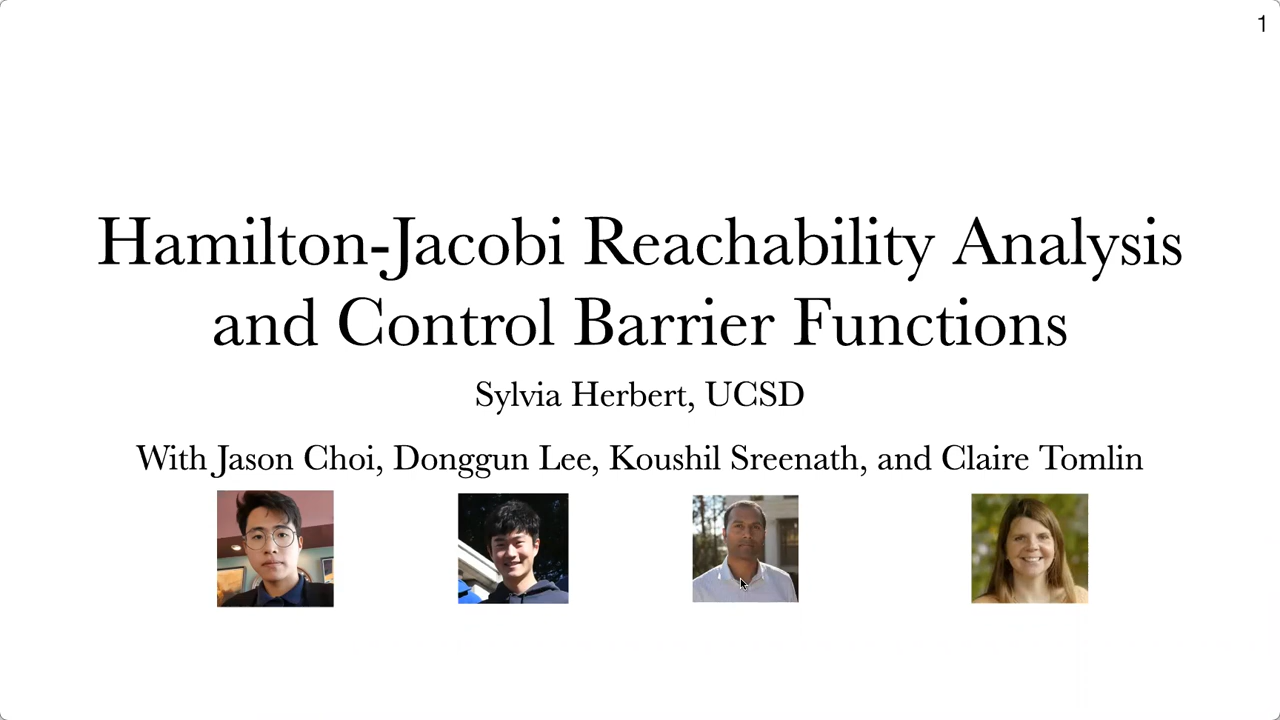 1
Hamilton-Jacobi Reachability Analysis
and Control Barrier Functions
Sylvia Herbert, UCSD
With Jason Choi, Donggun Lee, Koushil Sreenath, and Claire Tomlin